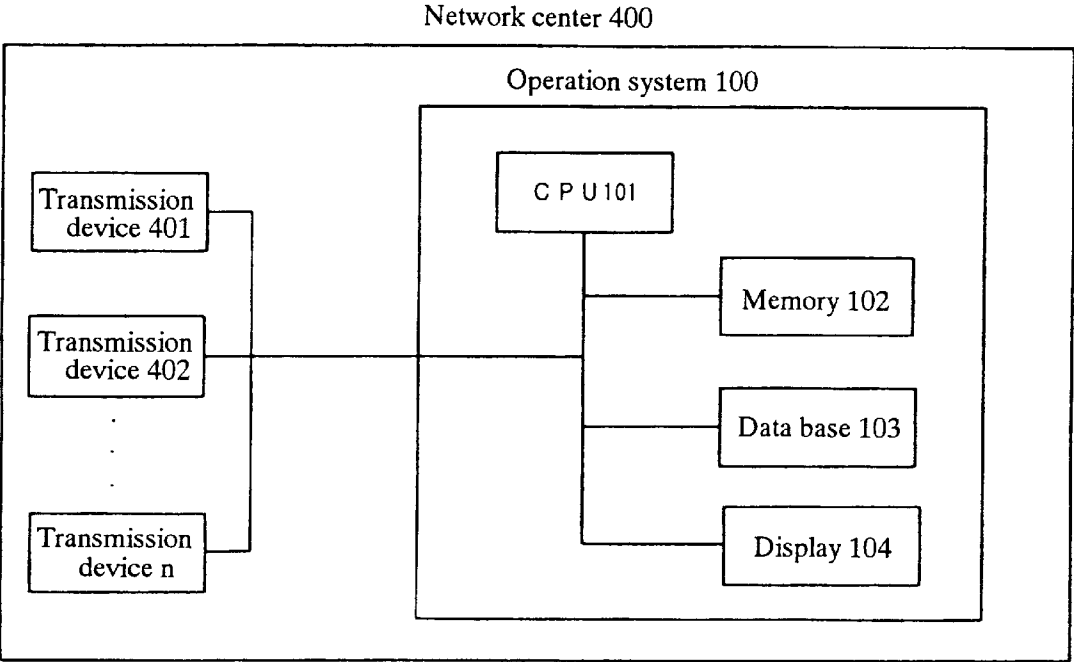 Network center 400
Operation system 100
CPU101
Transmission
device 401
Memory 102
Transmission
device 402
Data base 103
Transmission
device n
Display 104